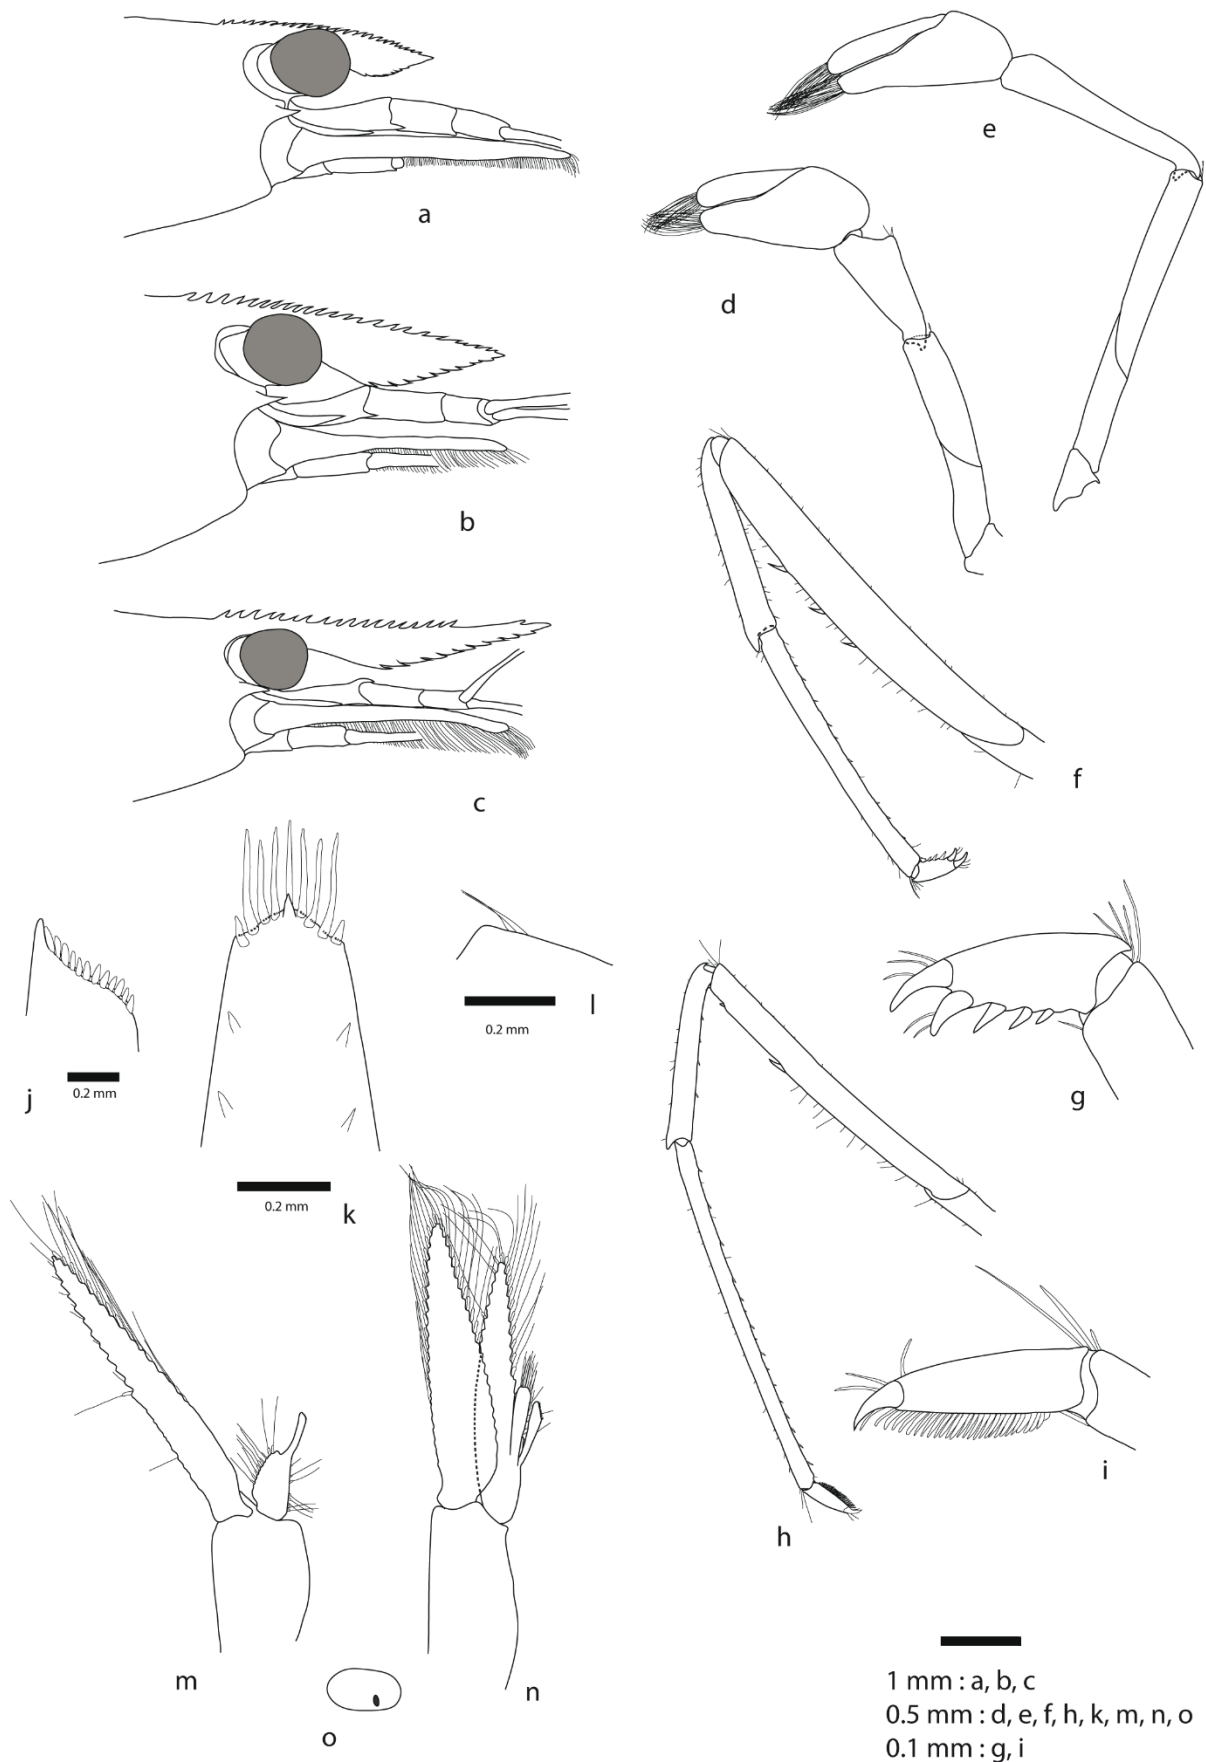 a
e
d
b
c
f
g
j
0.2 mm
k
0.2 mm
l
0.2 mm
h
i
m
n
o
1 mm : a, b, c
0.5 mm : d, e, f, h, k, m, n, o
0.1 mm : g, i